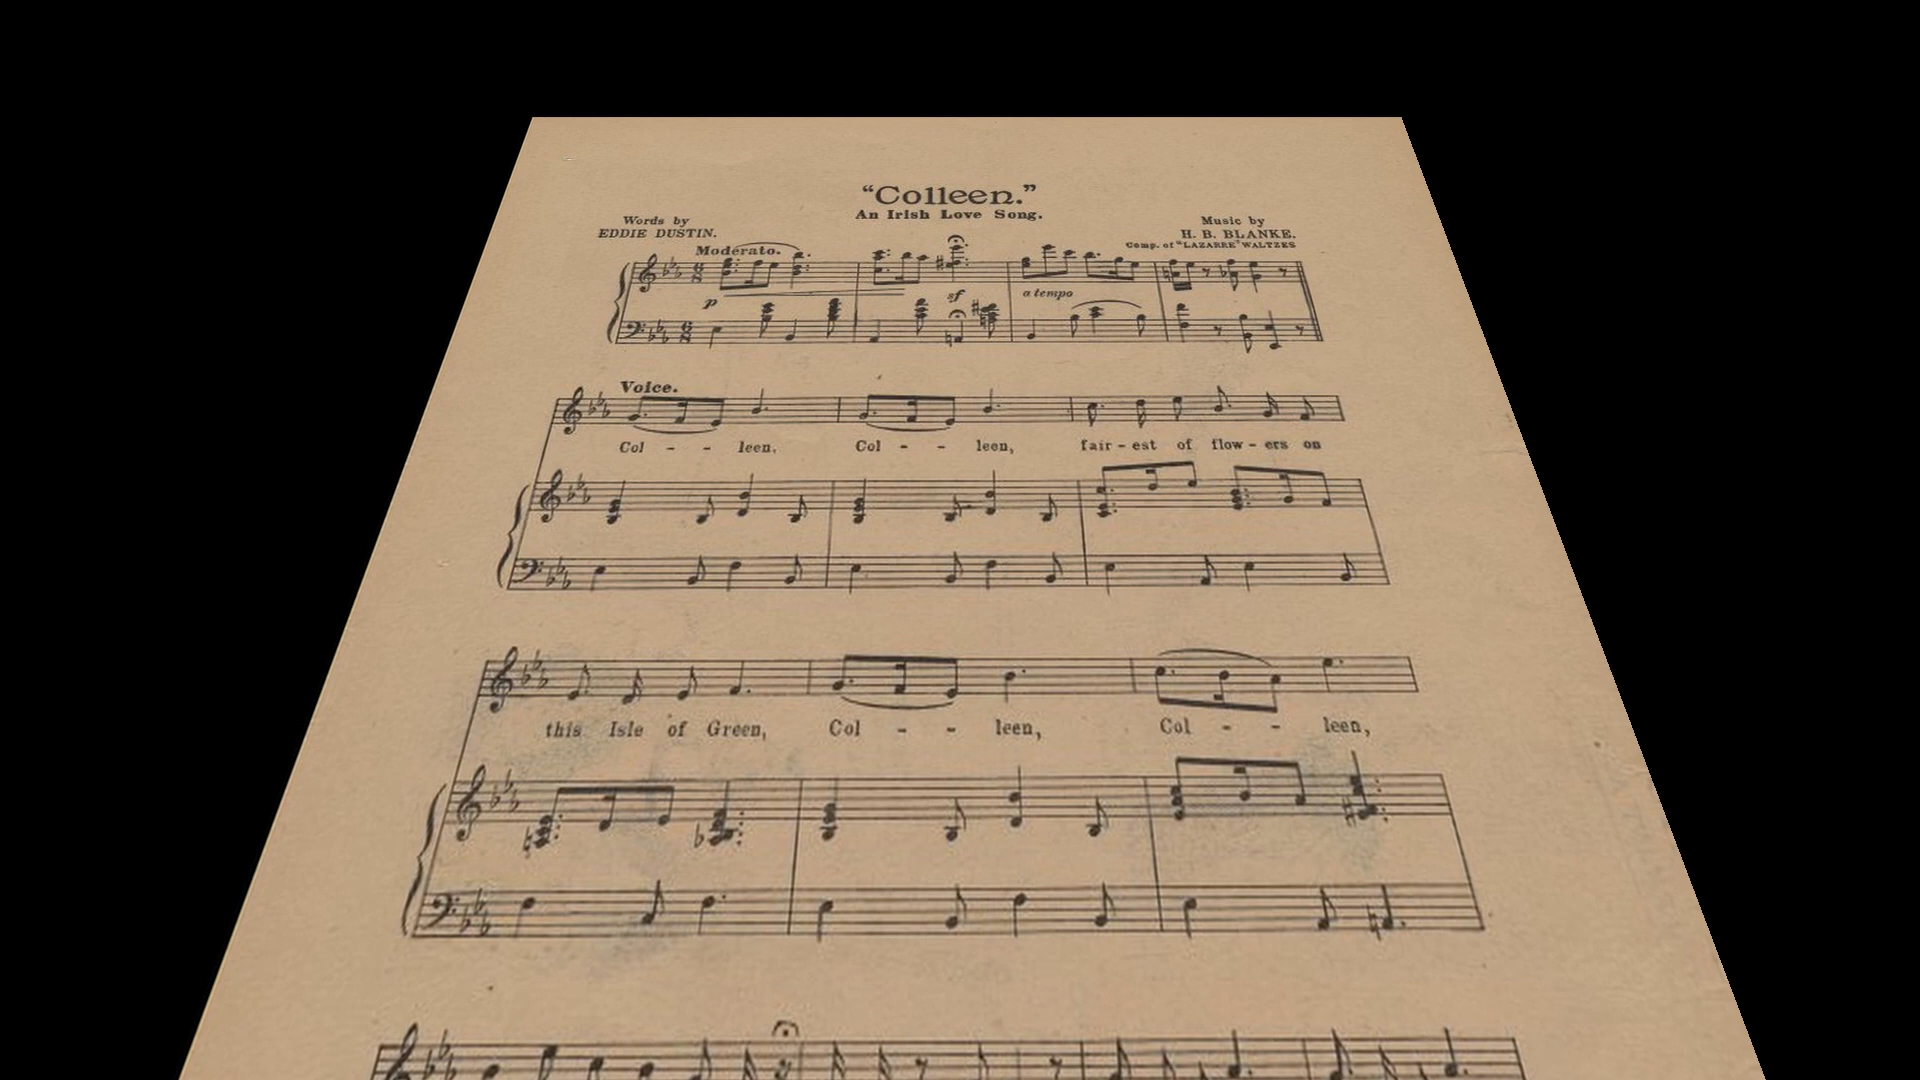 “Colleen.”
An Irish Love Song.
Words by
EDDIE DUSTIN.
Music by
H. B. BLANKE.
Comp. of “LAZARRE” WALTZES
Moderato.
p
sf
a tempo
Voice.
Col - - leen, Col - - leen, fair - est of flow - ers on
this Isle of Green, Col - - leen, Col - - leen,